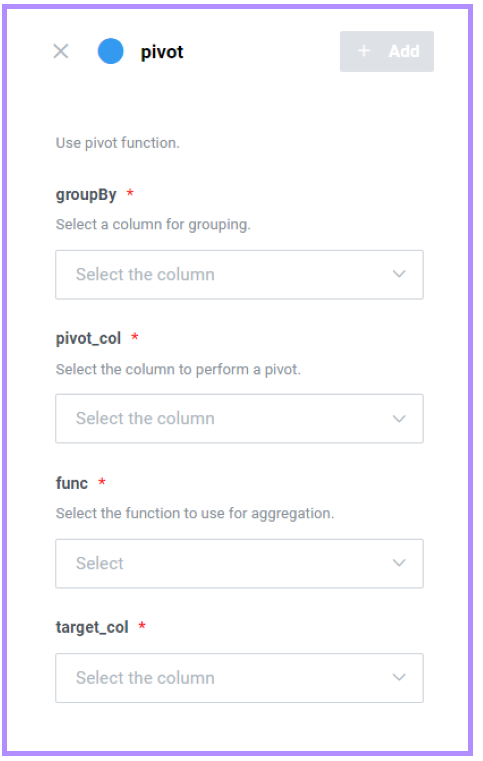 pivot
+ Add
Use pivot function.
groupBy *
Select a column for grouping.
Select the column
pivot_col *
Select the column to perform a pivot.
Select the column
func *
Select the function to use for aggregation.
Select
target_col *
Select the column